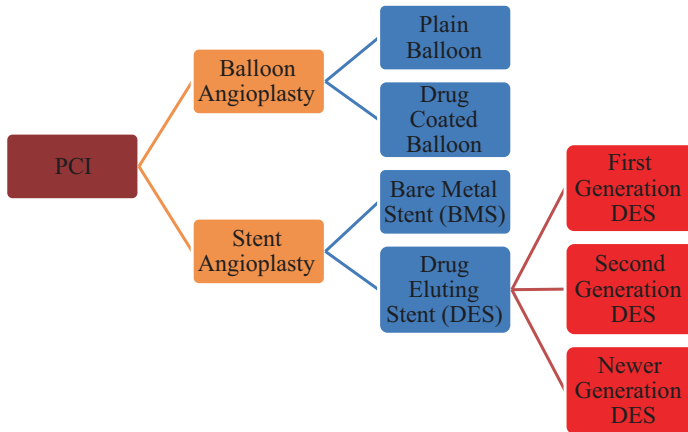 PCI
Balloon
Angioplasty
Plain
Balloon
Drug
Coated
Balloon
Stent
Angioplasty
Bare Metal
Stent (BMS)
Drug
Eluting
Stent (DES)
First
Generation
DES
Second
Generation
DES
Newer
Generation
DES